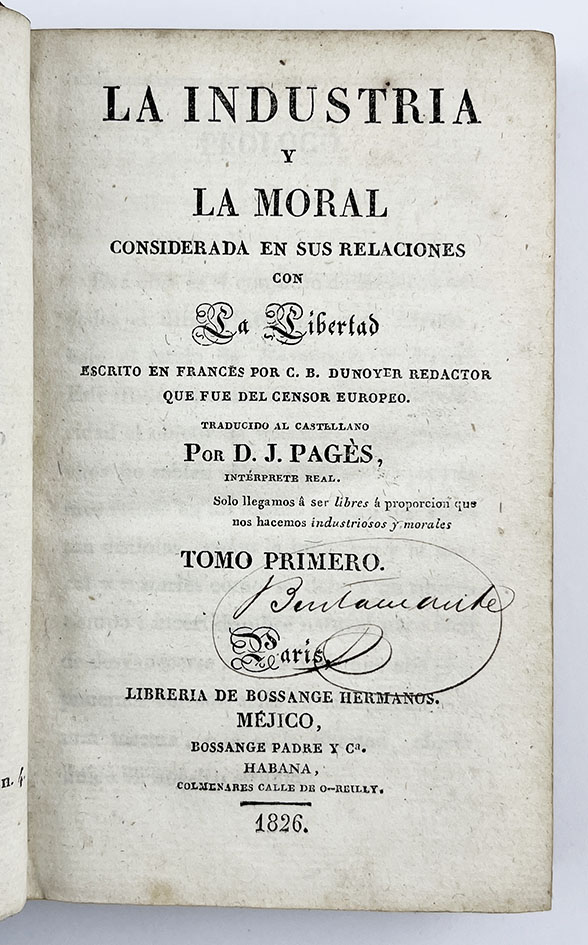 LA INDUSTRIA
Y
LA MORAL
CONSIDERADA EN SUS RELACIONES
CON
La Libertad
ESCRITO EN FRANCÉS POR C. B. DUNOYER REDACTOR
QUE FUE DEL CENSOR EUROPEO.
TRADUCIDO AL CASTELLANO
POR D. J. PAGÈS,
INTÉRPRETE REAL.
Solo llegamos â ser libres á proporcion que
nos hacemos industriosos y morales
TOMO PRIMERO.
Paris,
LIBRERIA DE BOSSANGE HERMANOS.
MÉJICO,
BOSSANGE PADRE Y Cª.
HABANA,
COLMENARES CALLE DE O-REILLY.
1826.
n. 4